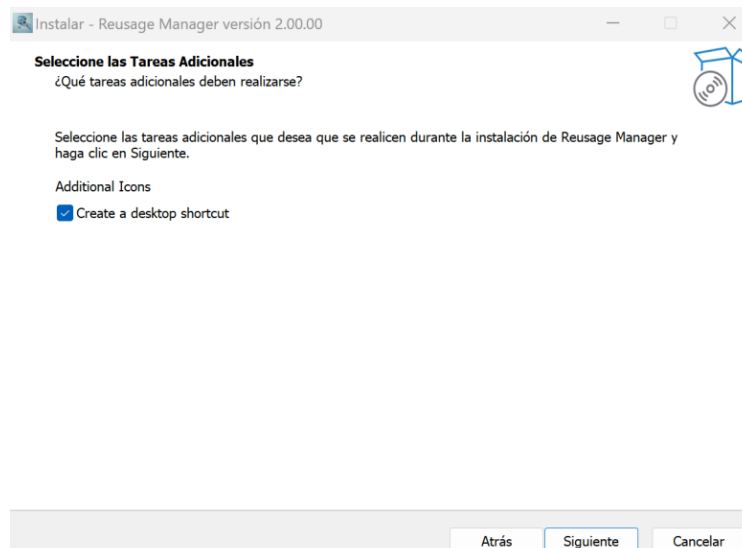 Instalar - Reusage Manager versión 2.00.00
Seleccione las Tareas Adicionales
¿Qué tareas adicionales deben realizarse?
Seleccione las tareas adicionales que desea que se realicen durante la instalación de Reusage Manager y
haga clic en Siguiente.
Additional Icons
Create a desktop shortcut
Atrás Siguiente Cancelar